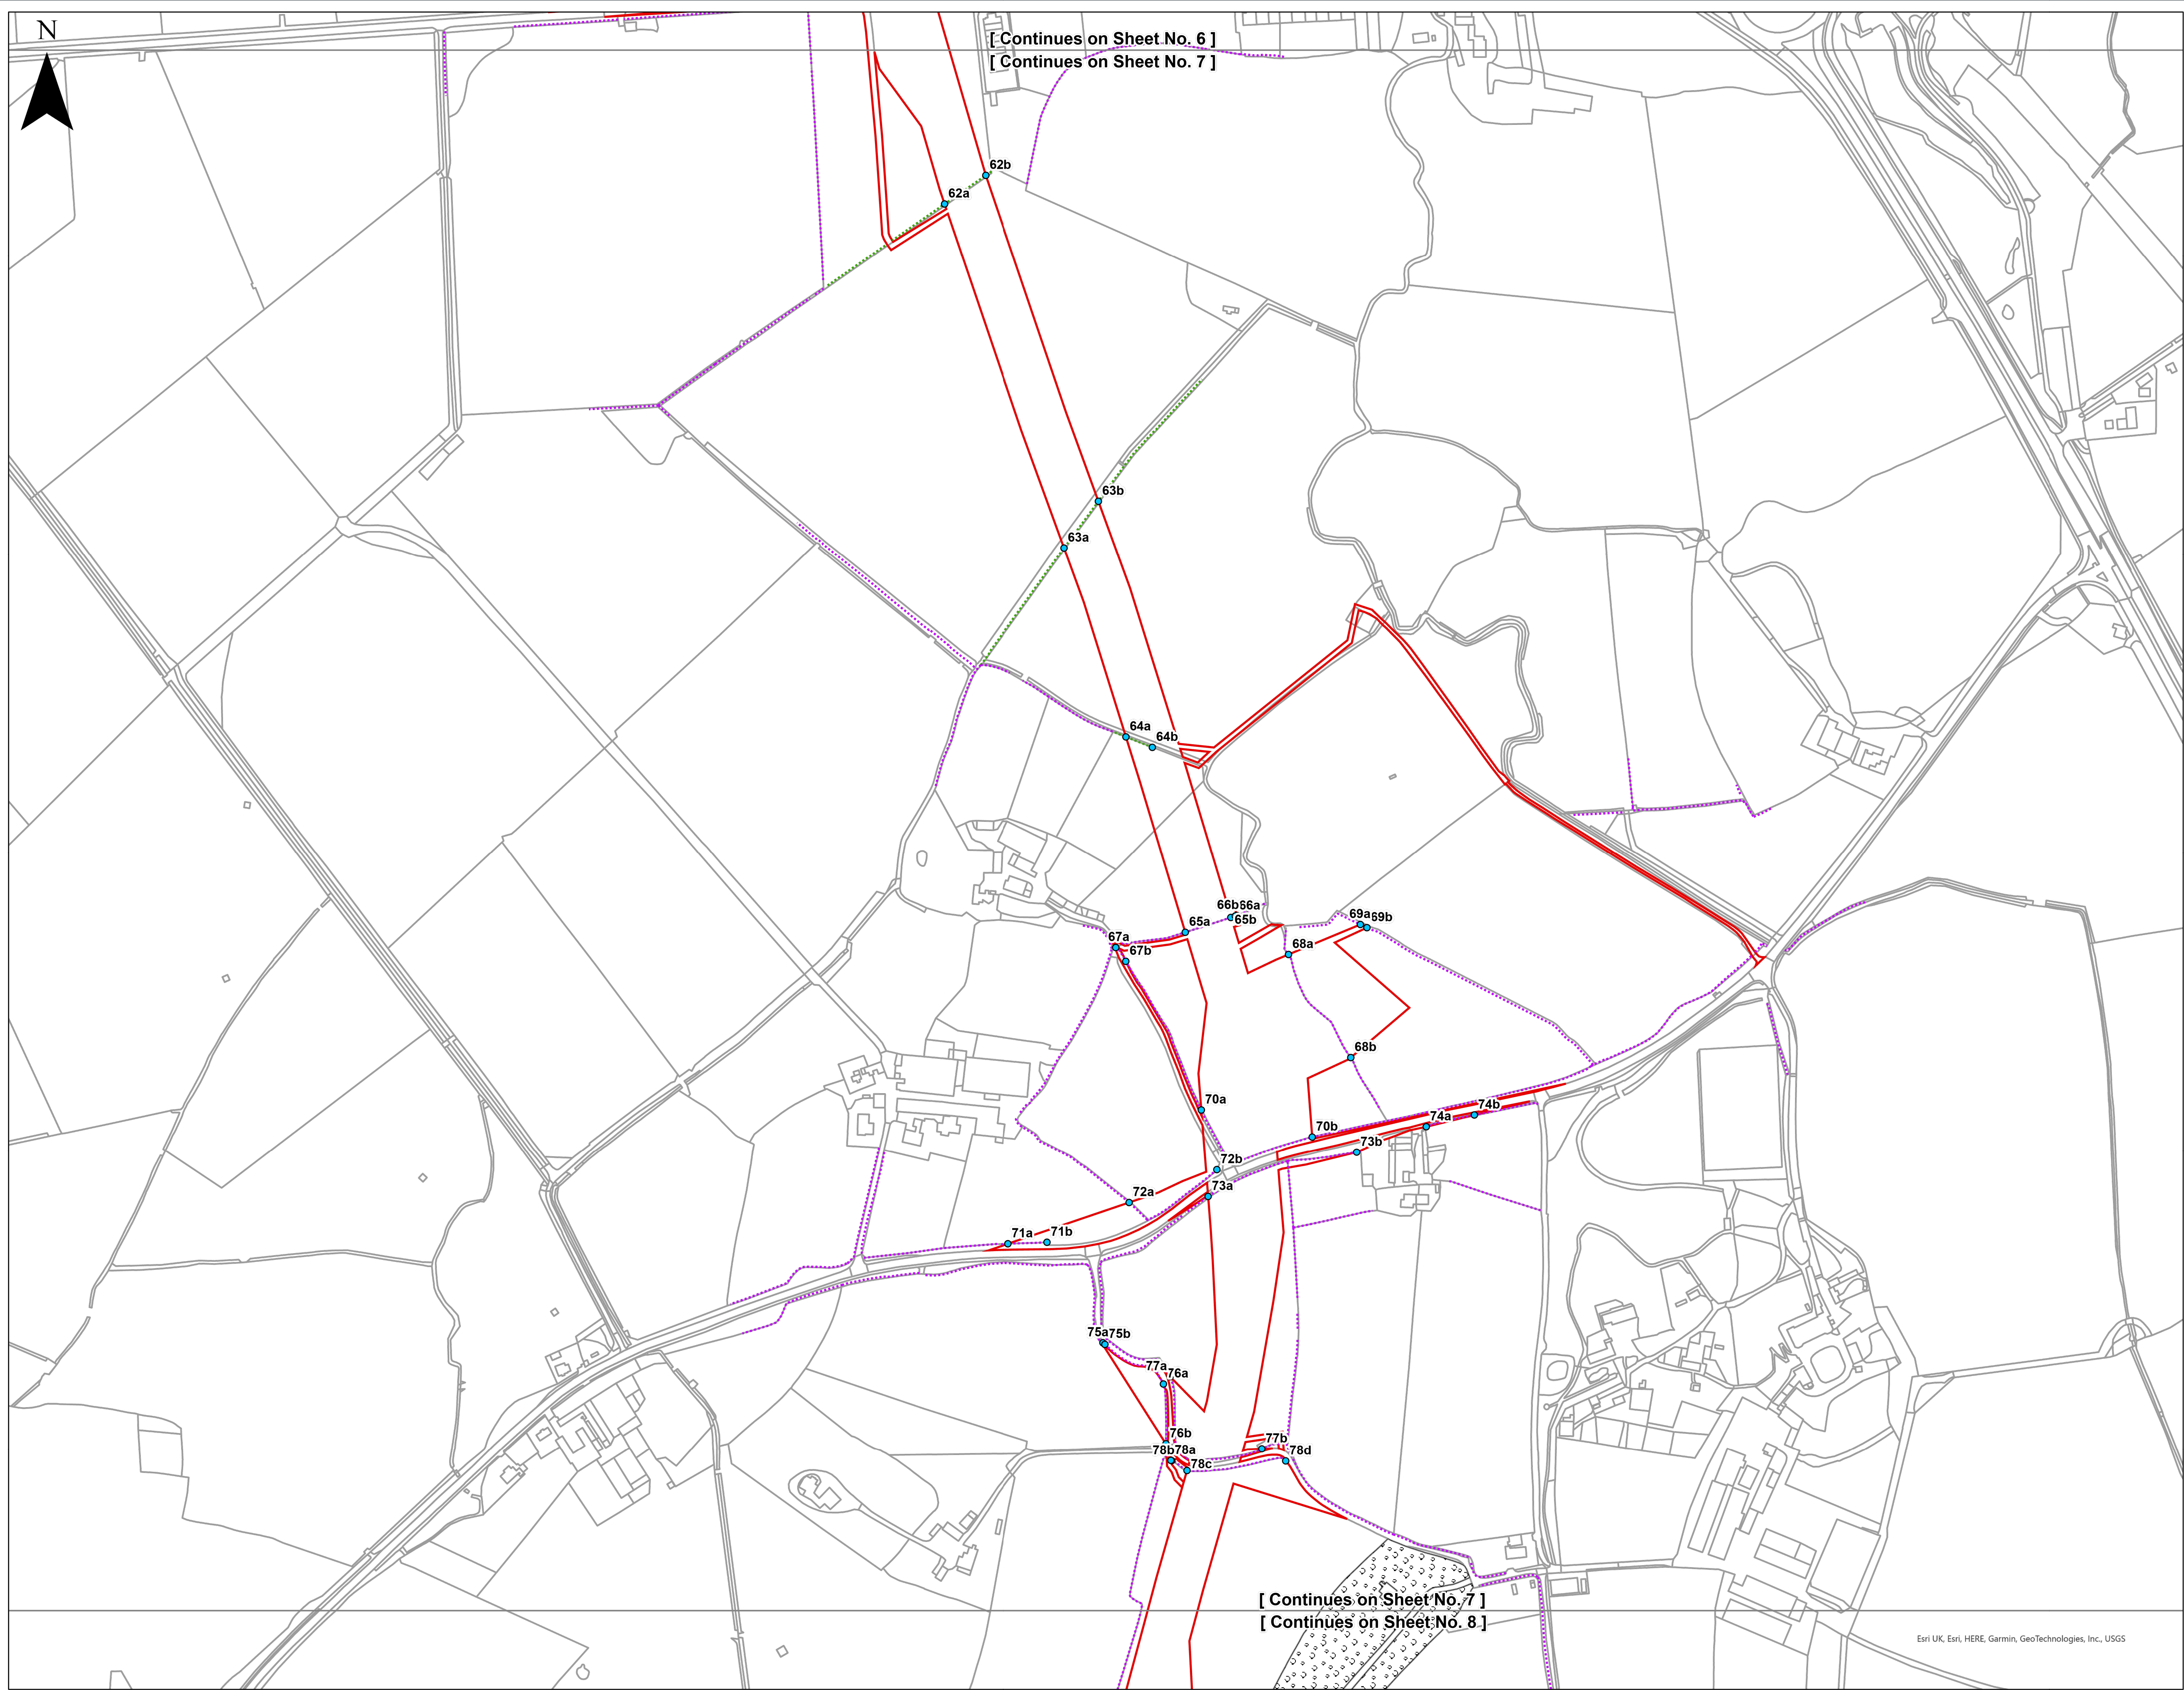 N
[ Continues on Sheet No. 6 ]
[ Continues on Sheet No. 7 ]
62b
62a
63b
63a
64a
64b
66b66a
65a
65b
69a69b
67a
67b
68a
68b
70a
74b
74a
70b
73b
72b
72a
73a
71a
71b
75a75b
77a
76a
76b
77b
78b78a
78d
78c
[ Continues on Sheet No. 7 ]
[ Continues on Sheet No. 8 ]
Esri UK, Esri, HERE, Garmin, GeoTechnologies, Inc., USGS